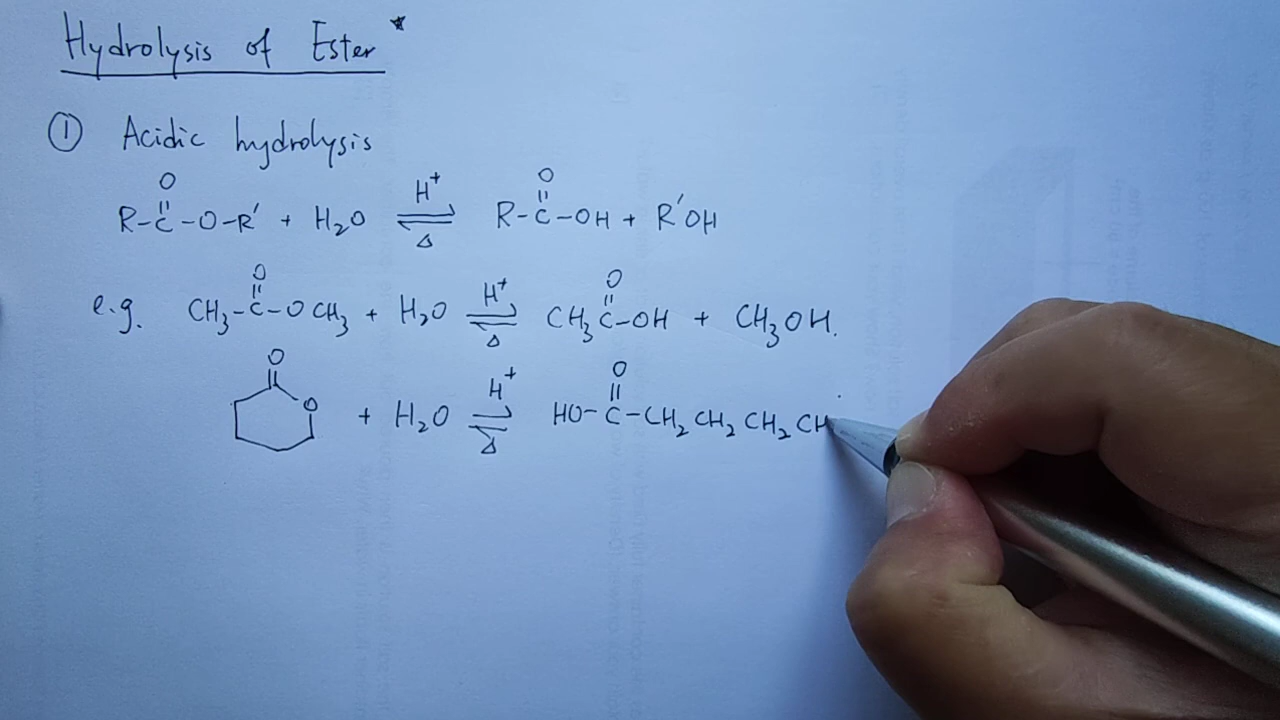 Hydrolysis of Ester *
① Acidic hydrolysis
O O
|| H⁺ ||
R-C-O-R' + H₂O ⇌ R-C-OH + R'OH
Δ
O O
|| H⁺ ||
e.g. CH₃-C-OCH₃ + H₂O ⇌ CH₃C-OH + CH₃OH.
Δ
O O
|| H⁺ ||
O + H₂O ⇌ HO-C-CH₂CH₂CH₂CH
Δ